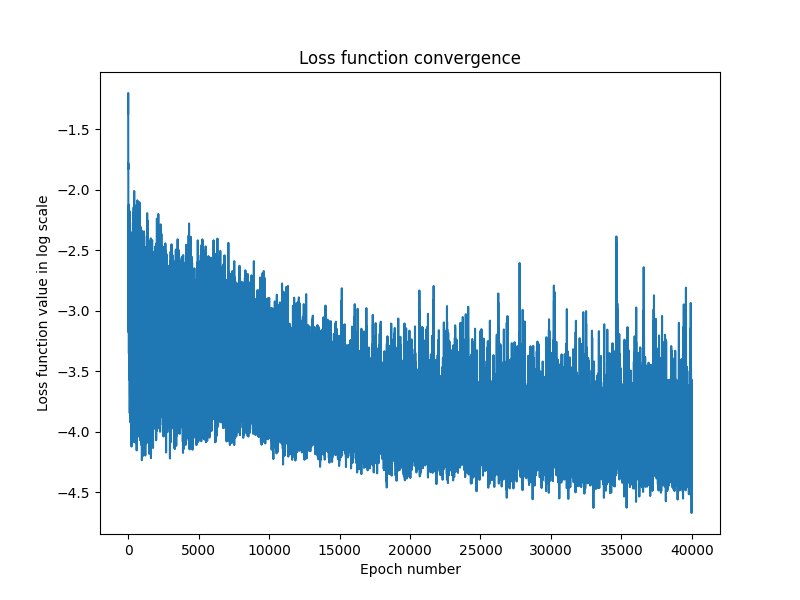 Loss function convergence
Loss function value in log scale
−1.5
−2.0
−2.5
−3.0
−3.5
−4.0
−4.5
0 5000 10000 15000 20000 25000 30000 35000 40000
Epoch number